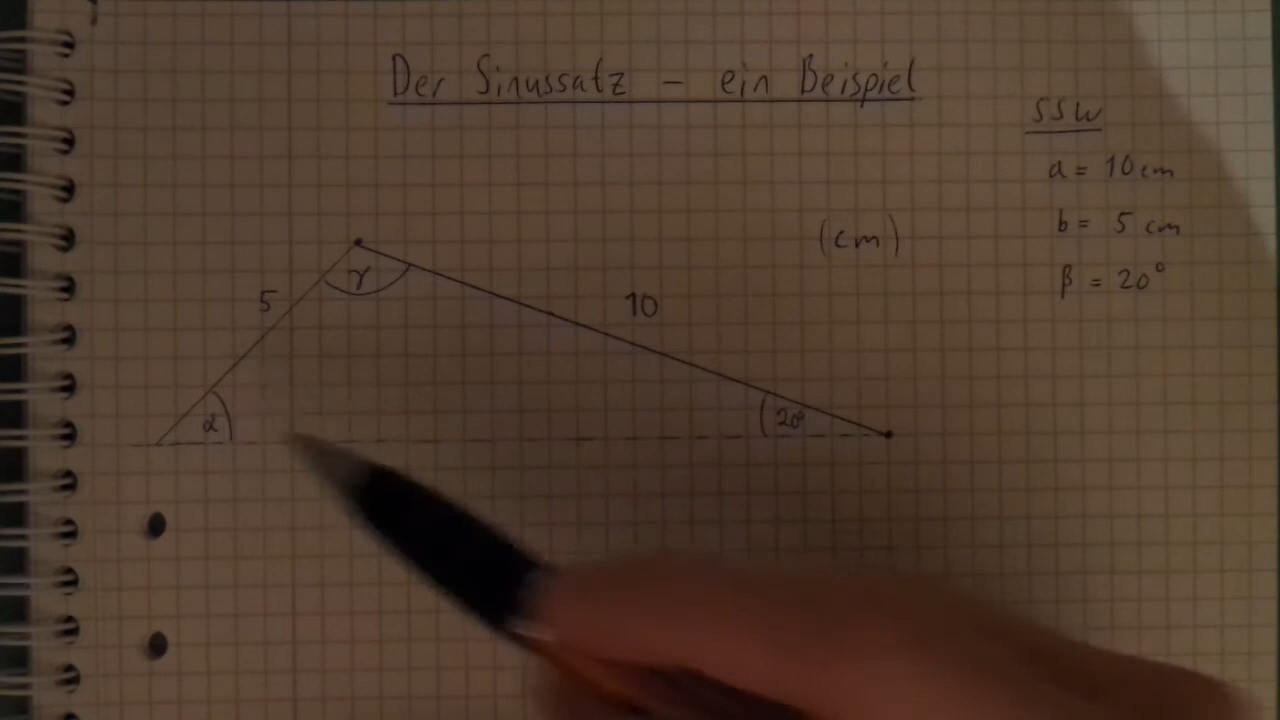 Der Sinussatz – ein Beispiel
SSW
a = 10 cm
b = 5 cm
β = 20°
(cm)
γ
5
10
α
20°